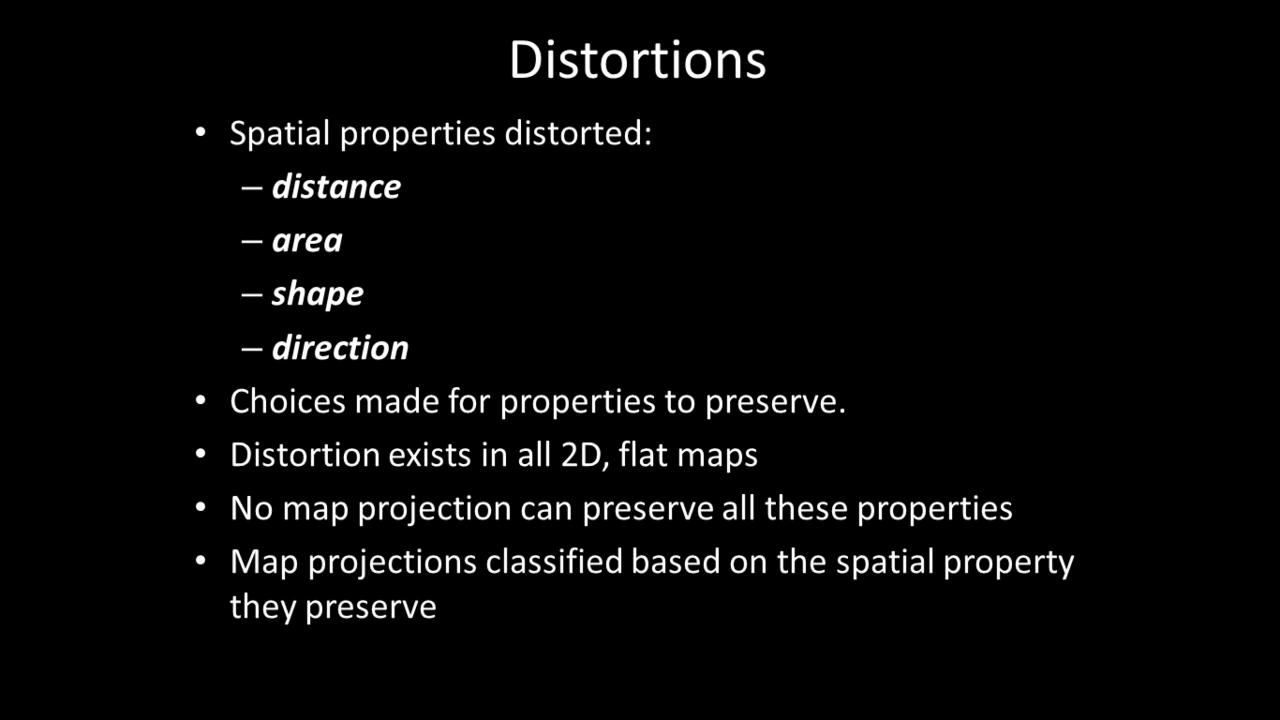 Distortions
• Spatial properties distorted:
– distance
– area
– shape
– direction
• Choices made for properties to preserve.
• Distortion exists in all 2D, flat maps
• No map projection can preserve all these properties
• Map projections classified based on the spatial property
they preserve